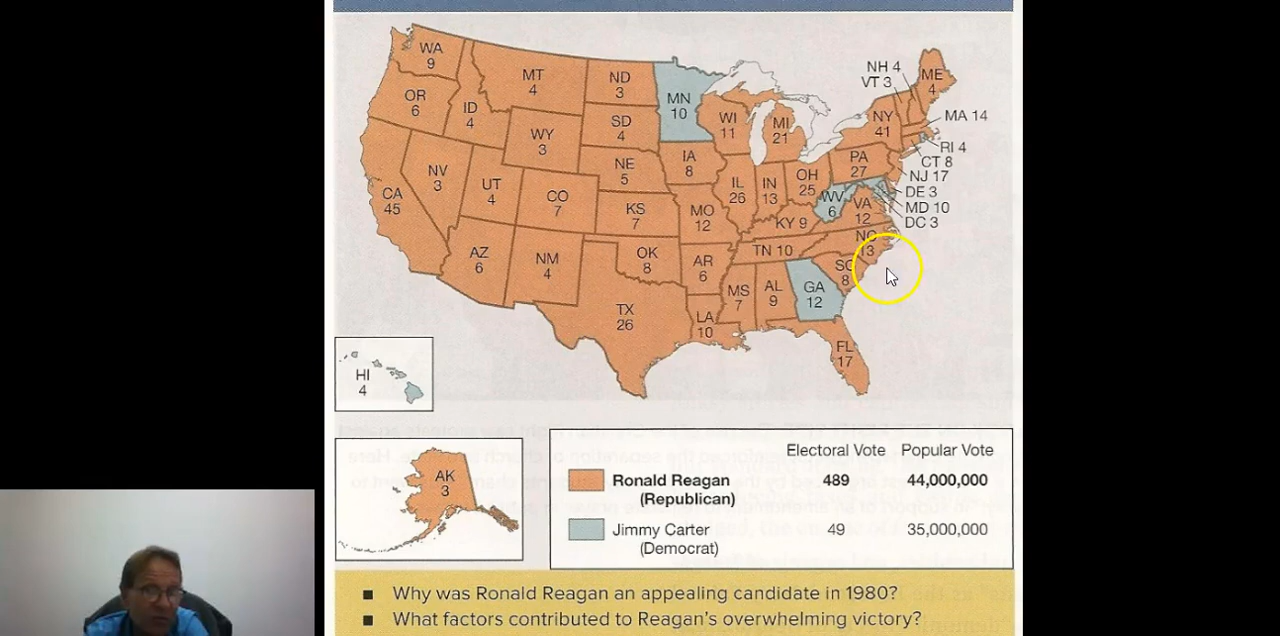 WA
9
OR
6
CA
45
NV
3
ID
4
MT
4
WY
3
UT
4
AZ
6
CO
7
NM
4
ND
3
SD
4
NE
5
KS
7
OK
8
TX
26
MN
10
IA
8
MO
12
AR
6
LA
10
WI
11
IL
26
MS
7
MI
21
IN
13
KY 9
TN 10
AL
9
OH
25
WV
6
GA
12
FL
17
SC
8
NC
13
VA
12
PA
27
NY
41
NH 4
VT 3
ME
4
MA 14
RI 4
CT 8
NJ 17
DE 3
MD 10
DC 3
HI
4
AK
3
Electoral Vote Popular Vote
Ronald Reagan 489 44,000,000
(Republican)
Jimmy Carter 49 35,000,000
(Democrat)
■ Why was Ronald Reagan an appealing candidate in 1980?
■ What factors contributed to Reagan's overwhelming victory?